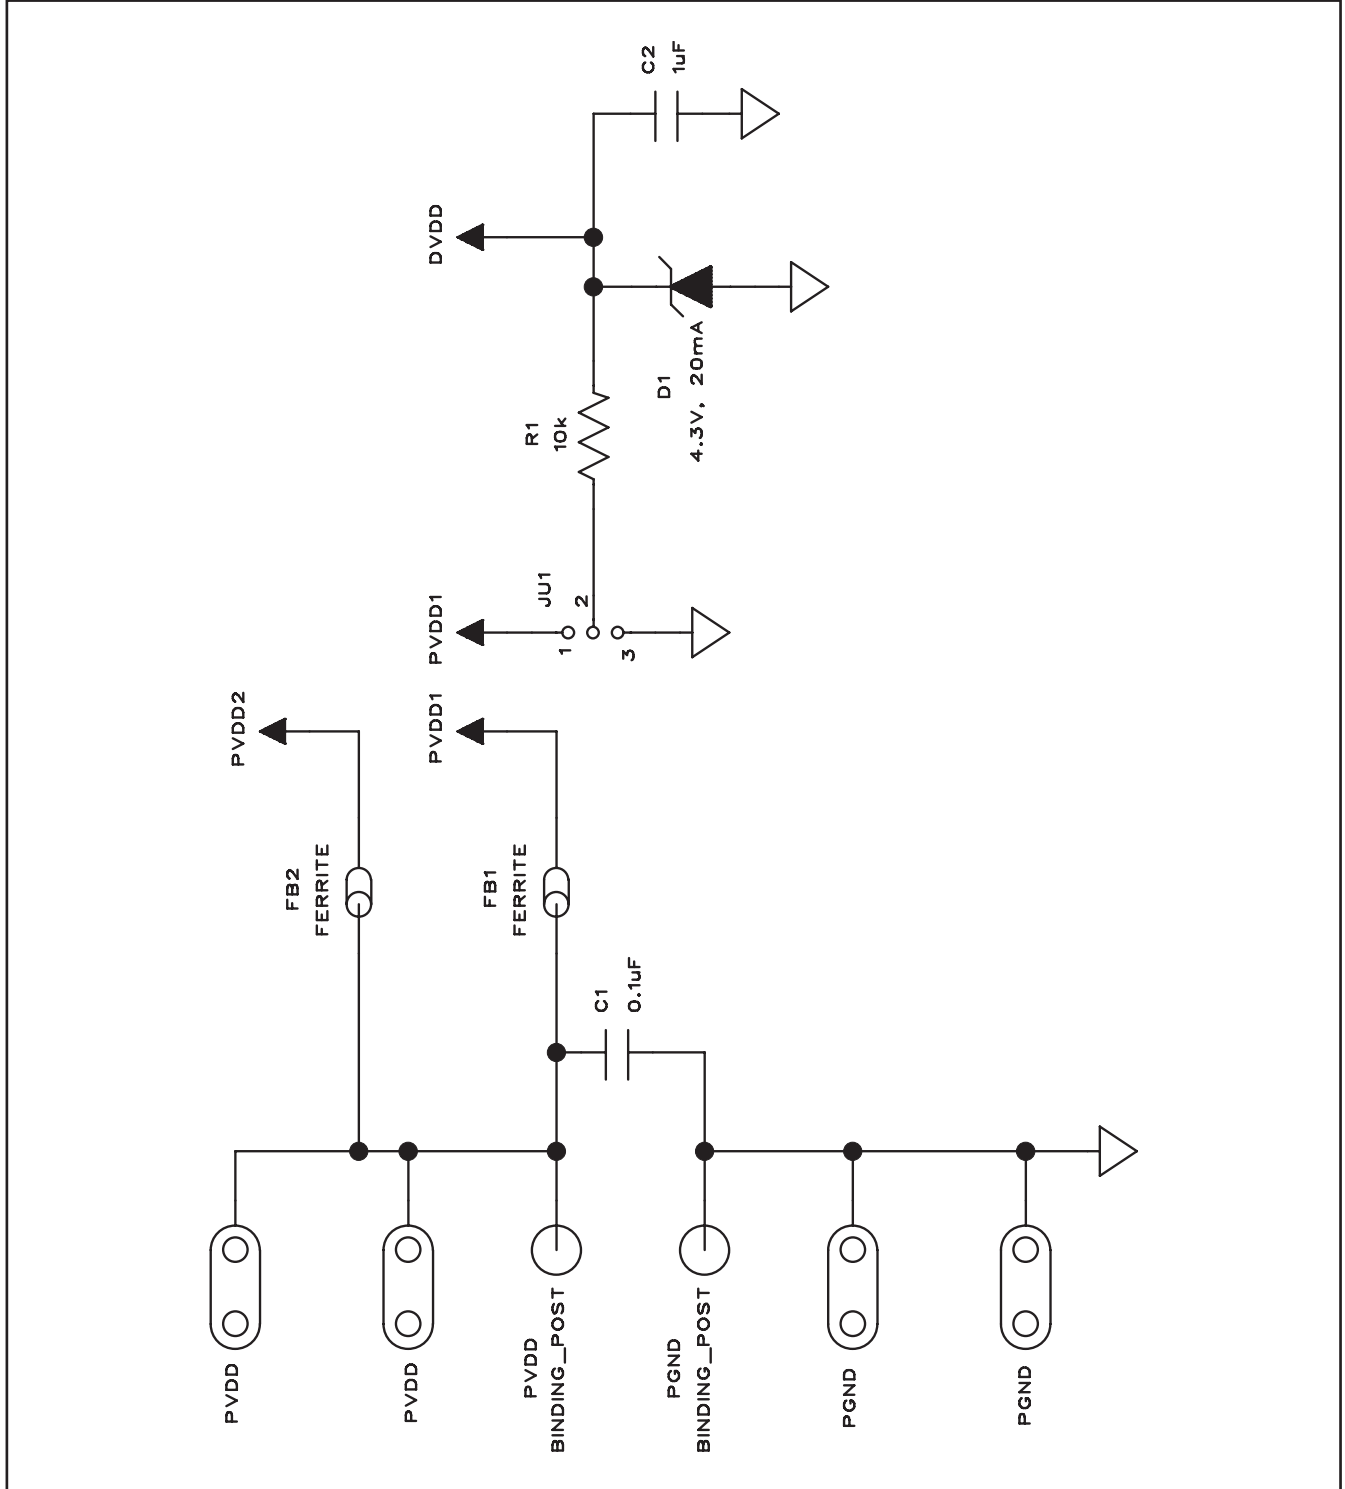 C2
1uF
DVDD
D1
4.3V, 20mA
R1
10k
PVDD1
JU1
1
2
3
PVDD2
PVDD1
FB2
FERRITE
FB1
FERRITE
C1
0.1uF
PVDD
PVDD
PVDD
BINDING_POST
PGND
BINDING_POST
PGND
PGND